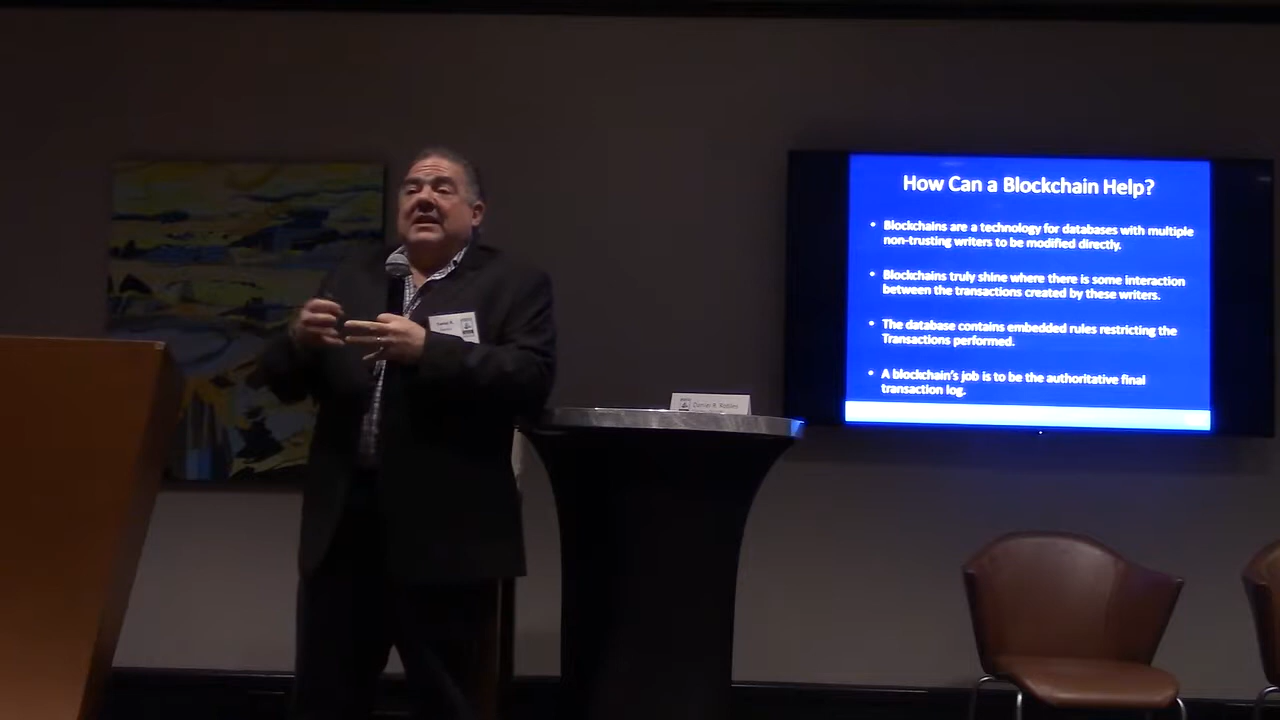 How Can a Blockchain Help?
• Blockchains are a technology for databases with multiple
non-trusting writers to be modified directly.
• Blockchains truly shine where there is some interaction
between the transactions created by these writers.
• The database contains embedded rules restricting the
Transactions performed.
• A blockchain's job is to be the authoritative final
transaction log.
Daniel R.